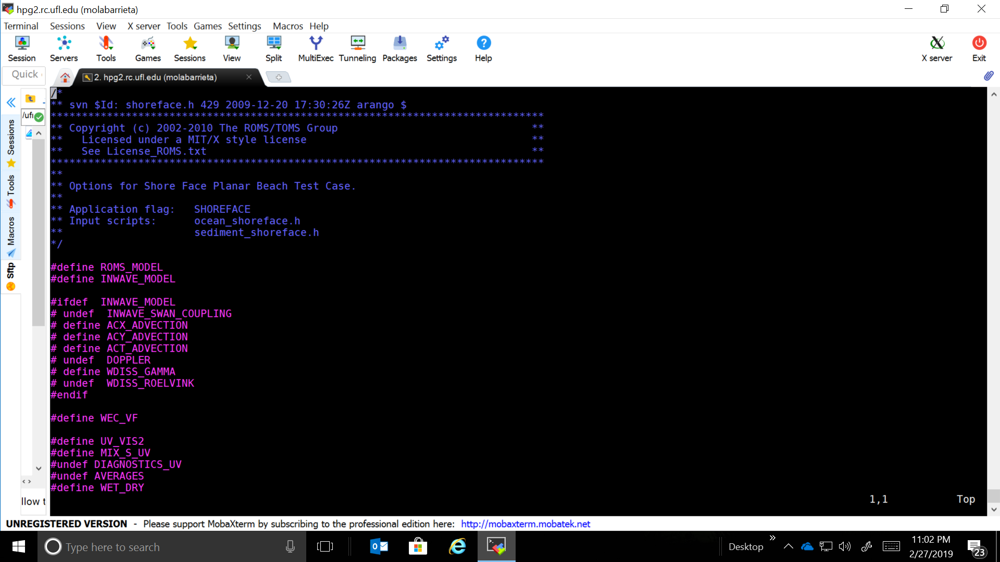 hpg2.rc.ufl.edu (molabarrieta)
Terminal Sessions View X server Tools Games Settings Macros Help
Session Servers Tools Games Sessions View Split MultiExec Tunneling Packages Settings Help X server Exit
Quick
2. hpg2.rc.ufl.edu (molabarrieta)
/*
** svn $Id: shoreface.h 429 2009-12-20 17:30:26Z arango $
*******************************************************************************
** Copyright (c) 2002-2010 The ROMS/TOMS Group                               **
**   Licensed under a MIT/X style license                                    **
**   See License_ROMS.txt                                                    **
*******************************************************************************
**
** Options for Shore Face Planar Beach Test Case.
**
** Application flag:   SHOREFACE
** Input scripts:      ocean_shoreface.h
**                     sediment_shoreface.h
*/
#define ROMS_MODEL
#define INWAVE_MODEL
#ifdef  INWAVE_MODEL
# undef  INWAVE_SWAN_COUPLING
# define ACX_ADVECTION
# define ACY_ADVECTION
# define ACT_ADVECTION
# undef  DOPPLER
# define WDISS_GAMMA
# undef  WDISS_ROELVINK
#endif
#define WEC_VF
#define UV_VIS2
#define MIX_S_UV
#undef DIAGNOSTICS_UV
#undef AVERAGES
#define WET_DRY
1,1 Top
/ufr
Sessions
Tools
Macros
Sftp
llow t
UNREGISTERED VERSION - Please support MobaXterm by subscribing to the professional edition here: http://mobaxterm.mobatek.net
Type here to search
Desktop
11:02 PM
2/27/2019
23